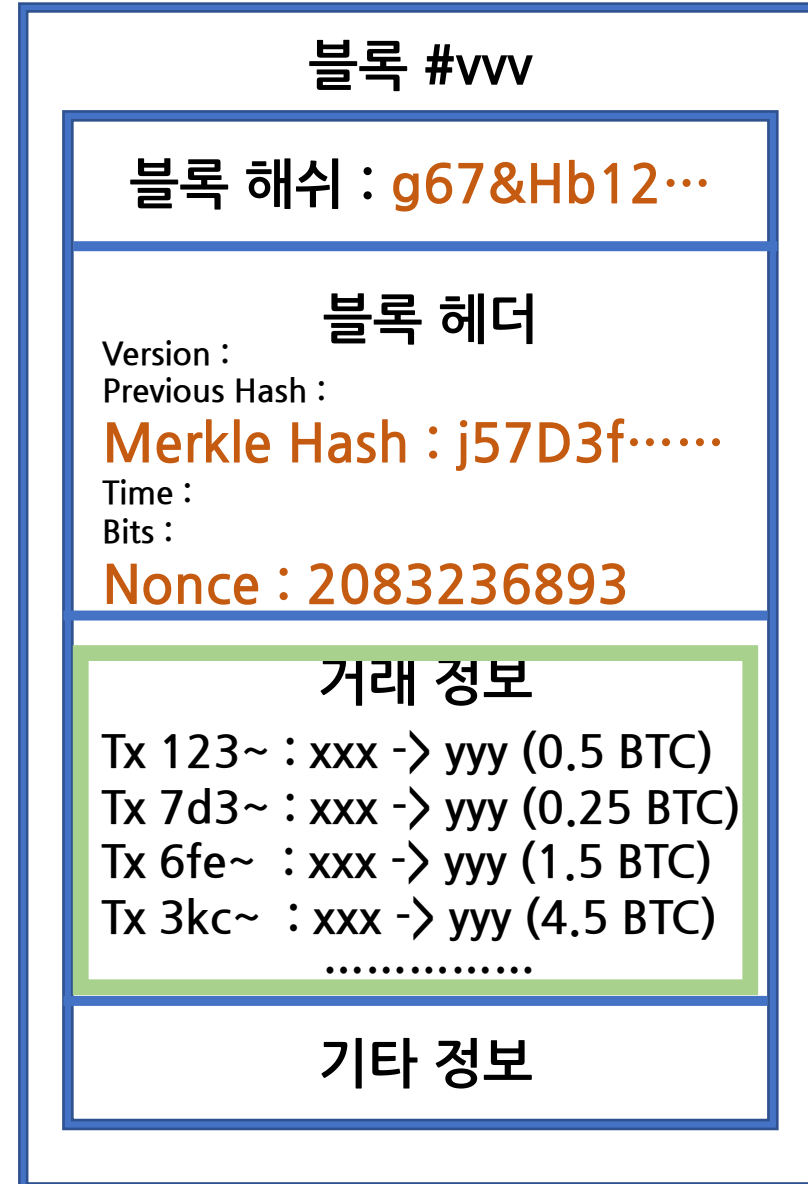 블록 #vvv
블록 해쉬 : g67&Hb12…
블록 헤더
Version :
Previous Hash :
Merkle Hash : j57D3f……
Time :
Bits :
Nonce : 2083236893
거래 정보
Tx 123~ : xxx -> yyy (0.5 BTC)
Tx 7d3~ : xxx -> yyy (0.25 BTC)
Tx 6fe~ : xxx -> yyy (1.5 BTC)
Tx 3kc~ : xxx -> yyy (4.5 BTC)
……………
기타 정보